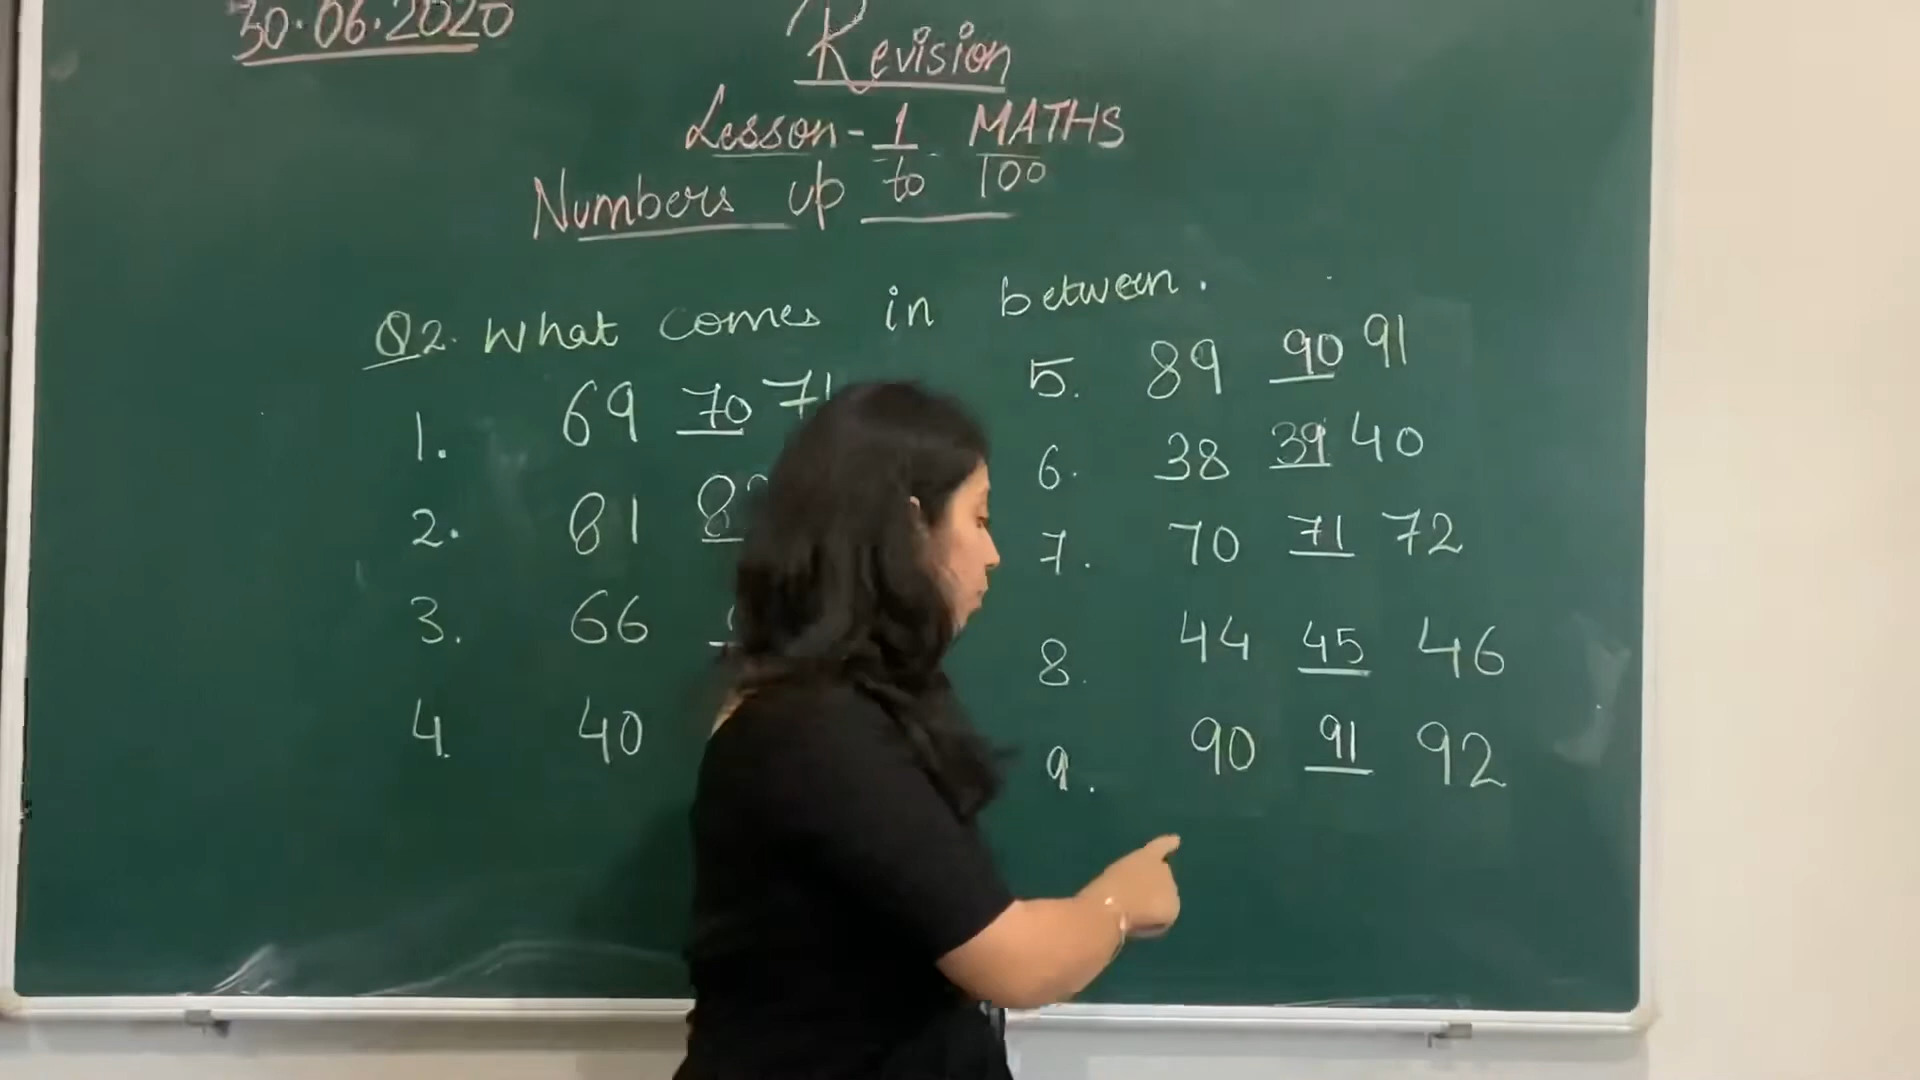 30.06.2020
Revision
Lesson-1 MATHS
Numbers up to 100
Q2. What comes in between.
1. 69 70 71
2. 81
3. 66
4. 40
5. 89 90 91
6. 38 39 40
7. 70 71 72
8. 44 45 46
9. 90 91 92